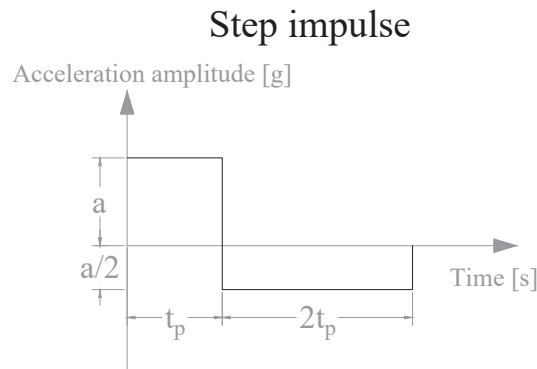 Step impulse
Acceleration amplitude [g]
a
a/2
Time [s]
tp
2tp